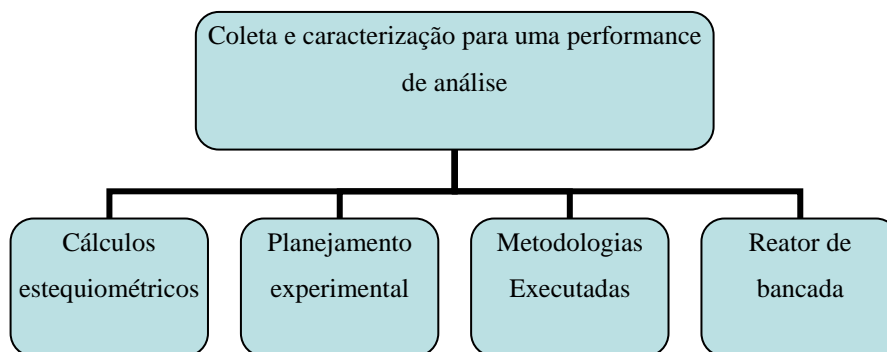 Coleta e caracterização para uma performance
de análise
Cálculos
estequiométricos
Planejamento
experimental
Metodologias
Executadas
Reator de
bancada